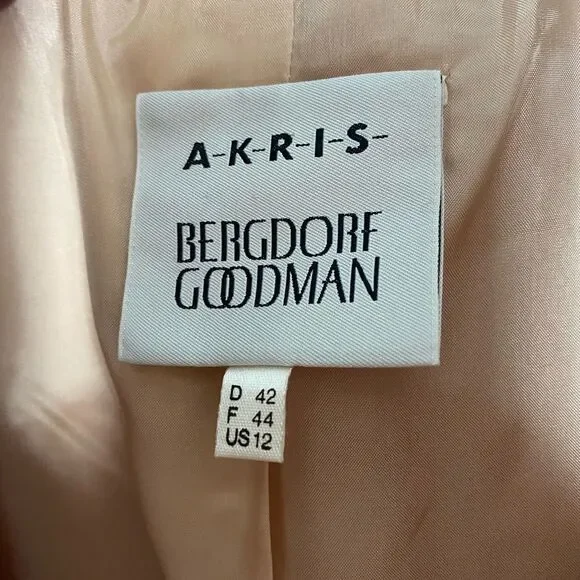 A-K-R-I-S-
BERGDORF
GOODMAN
D 42
F 44
US 12